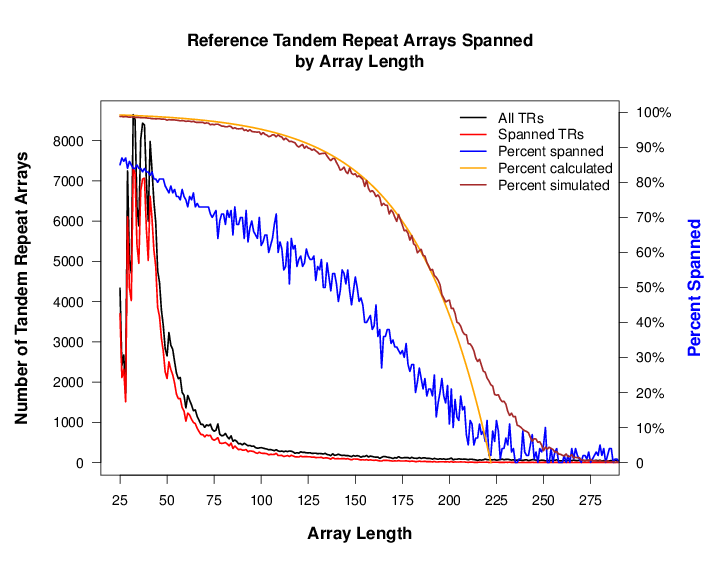 Reference Tandem Repeat Arrays Spanned
by Array Length
All TRs
Spanned TRs
Percent spanned
Percent calculated
Percent simulated
Number of Tandem Repeat Arrays
8000
7000
6000
5000
4000
3000
2000
1000
0
100%
90%
80%
70%
60%
50%
40%
30%
20%
10%
0
Percent Spanned
25 50 75 100 125 150 175 200 225 250 275
Array Length